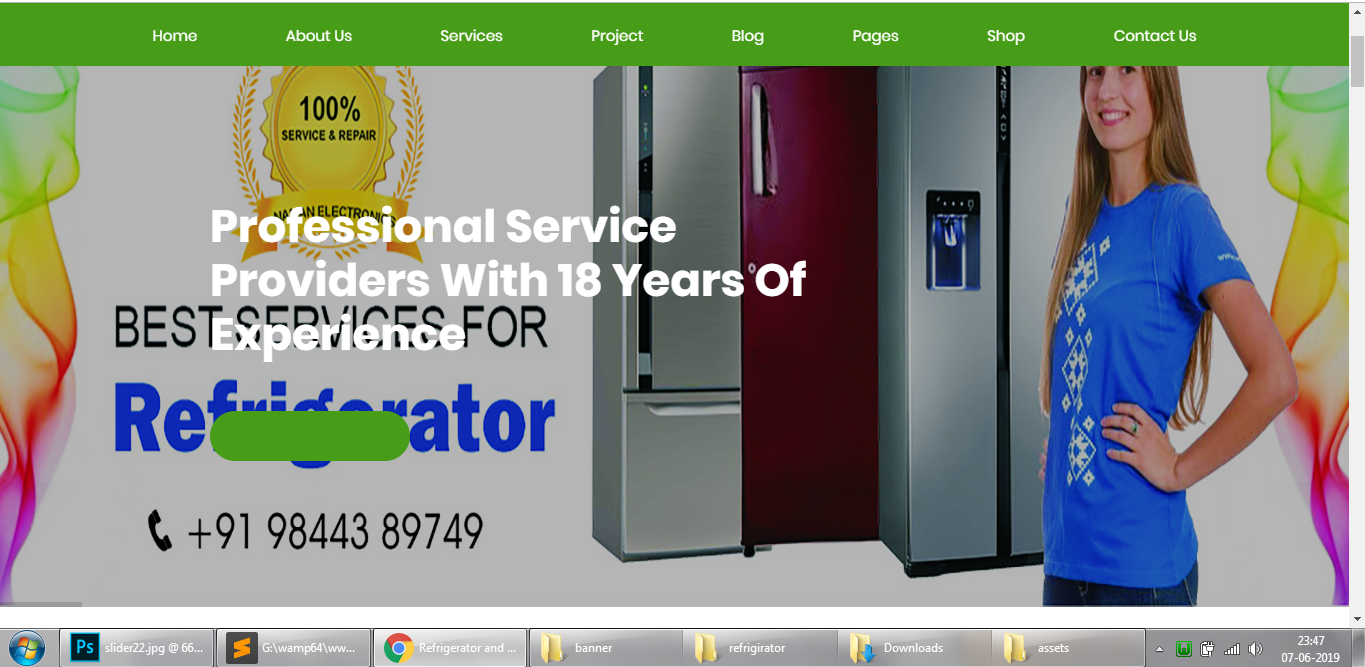 Home About Us Services Project Blog Pages Shop Contact Us
100%
SERVICE & REPAIR
ELECTRONICS
Professional Service
Providers With 18 Years Of
Experience
BEST SERVICES FOR
Refrigerator
+91 98443 89749
slider22.jpg @ 66... G:\wamp64\ww... Refrigerator and ... banner refrigirator Downloads assets
23:47
07-06-2019